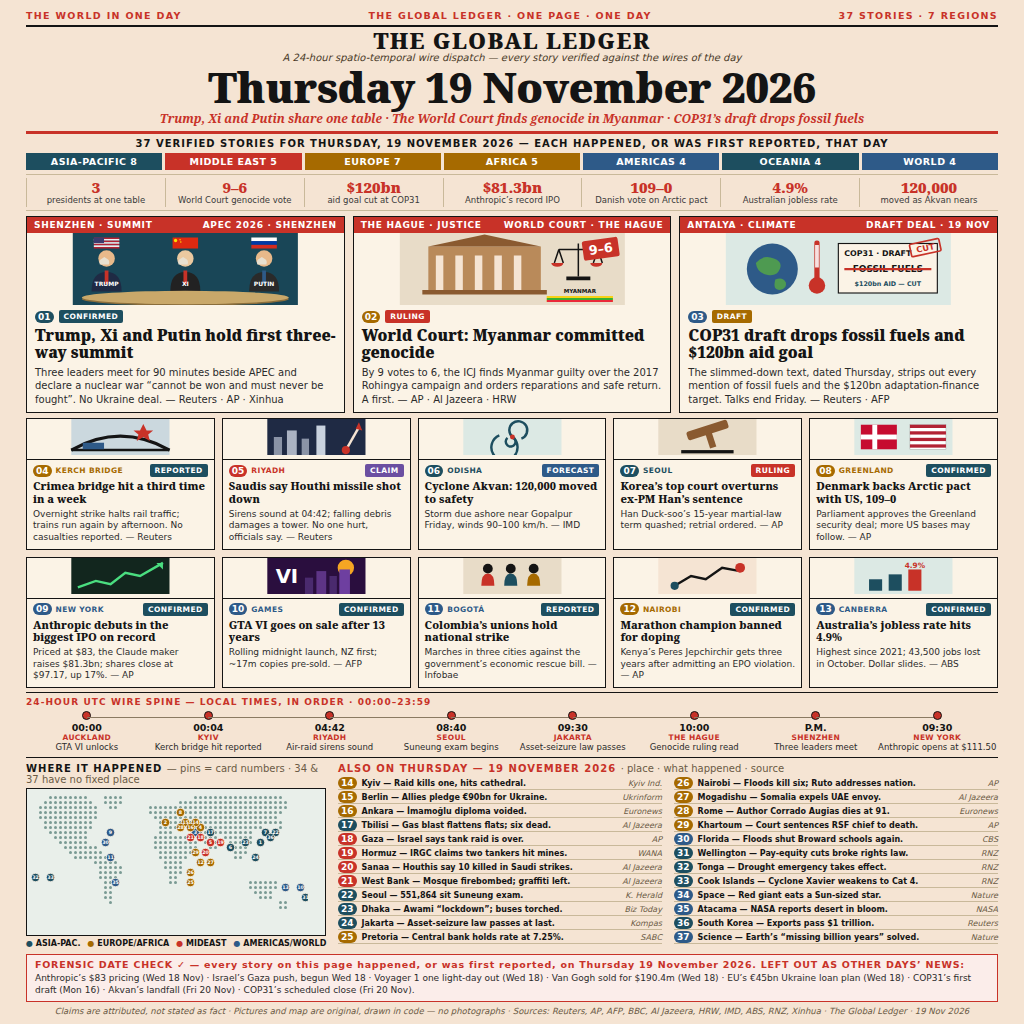 THE WORLD IN ONE DAY
THE GLOBAL LEDGER · ONE PAGE · ONE DAY
37 STORIES · 7 REGIONS
THE GLOBAL LEDGER
A 24-hour spatio-temporal wire dispatch — every story verified against the wires of the day
Thursday 19 November 2026
Trump, Xi and Putin share one table · The World Court finds genocide in Myanmar · COP31's draft drops fossil fuels
37 VERIFIED STORIES FOR THURSDAY, 19 NOVEMBER 2026 — EACH HAPPENED, OR WAS FIRST REPORTED, THAT DAY
ASIA-PACIFIC 8
MIDDLE EAST 5
EUROPE 7
AFRICA 5
AMERICAS 4
OCEANIA 4
WORLD 4
3
presidents at one table
9–6
World Court genocide vote
$120bn
aid goal cut at COP31
$81.3bn
Anthropic's record IPO
109–0
Danish vote on Arctic pact
4.9%
Australian jobless rate
120,000
moved as Akvan nears
SHENZHEN · SUMMIT
APEC 2026 · SHENZHEN
TRUMP
XI
PUTIN
01 CONFIRMED
Trump, Xi and Putin hold first three-
way summit
Three leaders meet for 90 minutes beside APEC and
declare a nuclear war “cannot be won and must never be
fought”. No Ukraine deal. — Reuters · AP · Xinhua
THE HAGUE · JUSTICE
WORLD COURT · THE HAGUE
9–6
MYANMAR
02 RULING
World Court: Myanmar committed
genocide
By 9 votes to 6, the ICJ finds Myanmar guilty over the 2017
Rohingya campaign and orders reparations and safe return.
A first. — AP · Al Jazeera · HRW
ANTALYA · CLIMATE
DRAFT DEAL · 19 NOV
COP31 · DRAFT
CUT
FOSSIL FUELS
$120bn AID — CUT
03 DRAFT
COP31 draft drops fossil fuels and
$120bn aid goal
The slimmed-down text, dated Thursday, strips out every
mention of fossil fuels and the $120bn adaptation-finance
target. Talks end Friday. — Reuters · AFP
04 KERCH BRIDGE REPORTED
Crimea bridge hit a third time
in a week
Overnight strike halts rail traffic;
trains run again by afternoon. No
casualties reported. — Reuters
05 RIYADH CLAIM
Saudis say Houthi missile shot
down
Sirens sound at 04:42; falling debris
damages a tower. No one hurt,
officials say. — Reuters
06 ODISHA FORECAST
Cyclone Akvan: 120,000 moved
to safety
Storm due ashore near Gopalpur
Friday, winds 90–100 km/h. — IMD
07 SEOUL RULING
Korea's top court overturns
ex-PM Han's sentence
Han Duck-soo's 15-year martial-law
term quashed; retrial ordered. — AP
08 GREENLAND CONFIRMED
Denmark backs Arctic pact
with US, 109–0
Parliament approves the Greenland
security deal; more US bases may
follow. — AP
09 NEW YORK CONFIRMED
Anthropic debuts in the
biggest IPO on record
Priced at $83, the Claude maker
raises $81.3bn; shares close at
$97.17, up 17%. — AP
VI
10 GAMES CONFIRMED
GTA VI goes on sale after 13
years
Rolling midnight launch, NZ first;
~17m copies pre-sold. — AFP
11 BOGOTÁ REPORTED
Colombia's unions hold
national strike
Marches in three cities against the
government's economic rescue bill. —
Infobae
12 NAIROBI CONFIRMED
Marathon champion banned
for doping
Kenya's Peres Jepchirchir gets three
years after admitting an EPO violation.
— AP
4.9%
13 CANBERRA CONFIRMED
Australia's jobless rate hits
4.9%
Highest since 2021; 43,500 jobs lost
in October. Dollar slides. — ABS
24-HOUR UTC WIRE SPINE — LOCAL TIMES, IN ORDER · 00:00–23:59
00:00
AUCKLAND
GTA VI unlocks
00:04
KYIV
Kerch bridge hit reported
04:42
RIYADH
Air-raid sirens sound
08:40
SEOUL
Suneung exam begins
09:30
JAKARTA
Asset-seizure law passes
10:00
THE HAGUE
Genocide ruling read
P.M.
SHENZHEN
Three leaders meet
09:30
NEW YORK
Anthropic opens at $111.50
WHERE IT HAPPENED — pins = card numbers · 34 &
37 have no fixed place
ASIA-PAC. EUROPE/AFRICA MIDEAST AMERICAS/WORLD
ALSO ON THURSDAY — 19 NOVEMBER 2026 · place · what happened · source
14 Kyiv — Raid kills one, hits cathedral. Kyiv Ind.
15 Berlin — Allies pledge €90bn for Ukraine. Ukrinform
16 Ankara — İmamoğlu diploma voided. Euronews
17 Tbilisi — Gas blast flattens flats; six dead. Al Jazeera
18 Gaza — Israel says tank raid is over. AP
19 Hormuz — IRGC claims two tankers hit mines. WANA
20 Sanaa — Houthis say 10 killed in Saudi strikes. Al Jazeera
21 West Bank — Mosque firebombed; graffiti left. Al Jazeera
22 Seoul — 551,864 sit Suneung exam. K. Herald
23 Dhaka — Awami “lockdown”; buses torched. Biz Today
24 Jakarta — Asset-seizure law passes at last. Kompas
25 Pretoria — Central bank holds rate at 7.25%. SABC
26 Nairobi — Floods kill six; Ruto addresses nation. AP
27 Mogadishu — Somalia expels UAE envoy. Al Jazeera
28 Rome — Author Corrado Augias dies at 91. Euronews
29 Khartoum — Court sentences RSF chief to death. AP
30 Florida — Floods shut Broward schools again. CBS
31 Wellington — Pay-equity cuts broke rights law. RNZ
32 Tonga — Drought emergency takes effect. RNZ
33 Cook Islands — Cyclone Xavier weakens to Cat 4. RNZ
34 Space — Red giant eats a Sun-sized star. Nature
35 Atacama — NASA reports desert in bloom. NASA
36 South Korea — Exports pass $1 trillion. Reuters
37 Science — Earth's “missing billion years” solved. Nature
FORENSIC DATE CHECK ✓ — every story on this page happened, or was first reported, on Thursday 19 November 2026. LEFT OUT AS OTHER DAYS' NEWS:
Anthropic's $83 pricing (Wed 18 Nov) · Israel's Gaza push, begun Wed 18 · Voyager 1 one light-day out (Wed 18) · Van Gogh sold for $190.4m (Wed 18) · EU's €45bn Ukraine loan plan (Wed 18) · COP31's first
draft (Mon 16) · Akvan's landfall (Fri 20 Nov) · COP31's scheduled close (Fri 20 Nov).
Claims are attributed, not stated as fact · Pictures and map are original, drawn in code — no photographs · Sources: Reuters, AP, AFP, BBC, Al Jazeera, HRW, IMD, ABS, RNZ, Xinhua · The Global Ledger · 19 Nov 2026